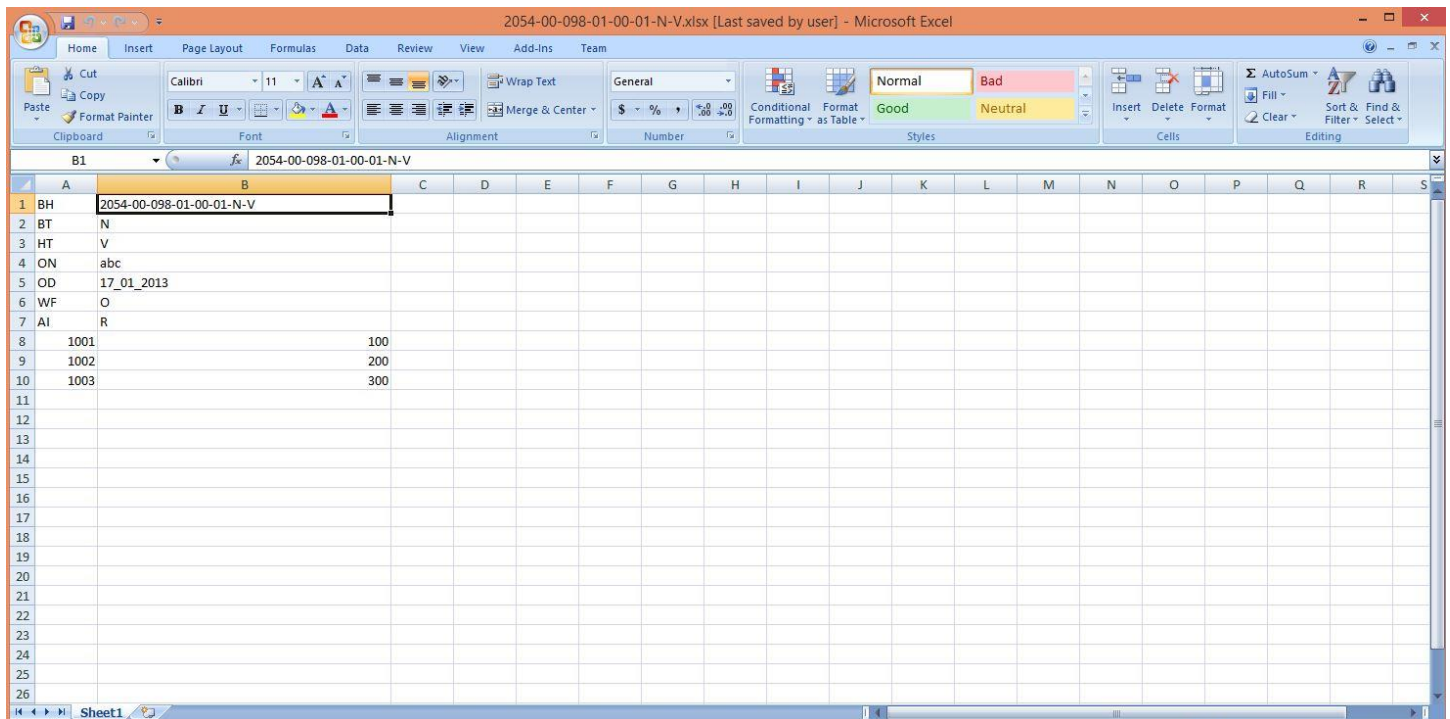 2054-00-098-01-00-01-N-V.xlsx [Last saved by user] - Microsoft Excel
Home Insert Page Layout Formulas Data Review View Add-Ins Team
Paste
Cut
Copy
Format Painter
Clipboard
Calibri 11
B I U
Font
Wrap Text
Merge & Center
Alignment
General
$ % ,
Number
Conditional Formatting
Format as Table
Normal Bad
Good Neutral
Styles
Insert Delete Format
Cells
Σ AutoSum
Fill
Clear
Sort & Filter
Find & Select
Editing
B1 fx 2054-00-098-01-00-01-N-V
A B C D E F G H I J K L M N O P Q R S
1 BH 2054-00-098-01-00-01-N-V
2 BT N
3 HT V
4 ON abc
5 OD 17_01_2013
6 WF O
7 AI R
8 1001 100
9 1002 200
10 1003 300
11
12
13
14
15
16
17
18
19
20
21
22
23
24
25
26
Sheet1